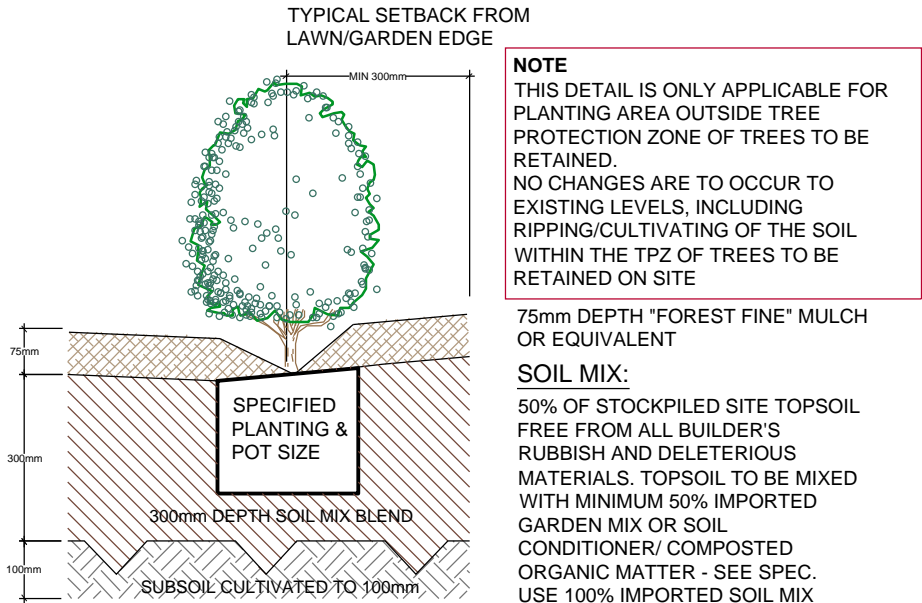 TYPICAL SETBACK FROM
LAWN/GARDEN EDGE
MIN 300mm
NOTE
THIS DETAIL IS ONLY APPLICABLE FOR
PLANTING AREA OUTSIDE TREE
PROTECTION ZONE OF TREES TO BE
RETAINED.
NO CHANGES ARE TO OCCUR TO
EXISTING LEVELS, INCLUDING
RIPPING/CULTIVATING OF THE SOIL
WITHIN THE TPZ OF TREES TO BE
RETAINED ON SITE
75mm DEPTH "FOREST FINE" MULCH
OR EQUIVALENT
SOIL MIX:
50% OF STOCKPILED SITE TOPSOIL
FREE FROM ALL BUILDER'S
RUBBISH AND DELETERIOUS
MATERIALS. TOPSOIL TO BE MIXED
WITH MINIMUM 50% IMPORTED
GARDEN MIX OR SOIL
CONDITIONER/ COMPOSTED
ORGANIC MATTER - SEE SPEC.
USE 100% IMPORTED SOIL MIX
75mm
300mm
100mm
SPECIFIED
PLANTING &
POT SIZE
300mm DEPTH SOIL MIX BLEND
SUBSOIL CULTIVATED TO 100mm